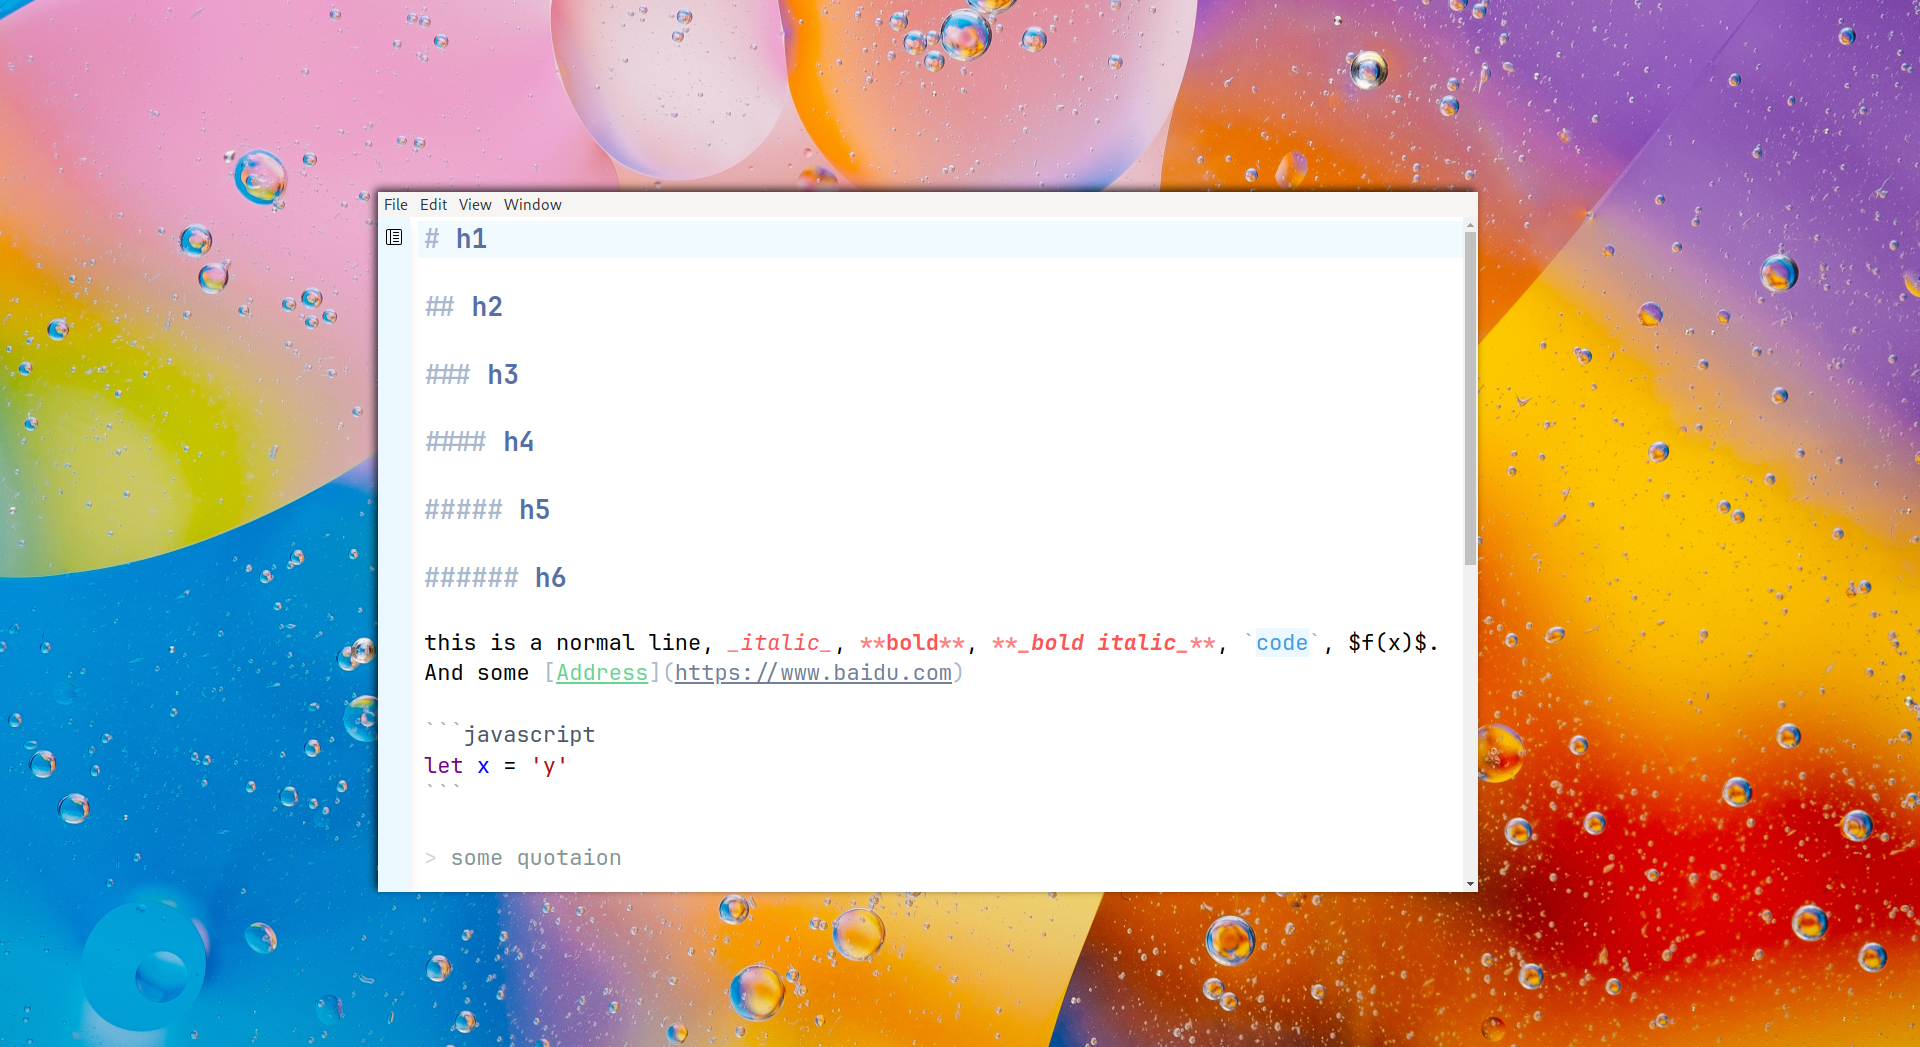 File Edit View Window
# h1
## h2
### h3
#### h4
##### h5
###### h6
this is a normal line, _italic_, **bold**, **_bold italic_**, `code`, $f(x)$.
And some [Address](https://www.baidu.com)
```javascript
let x = 'y'
```
> some quotaion